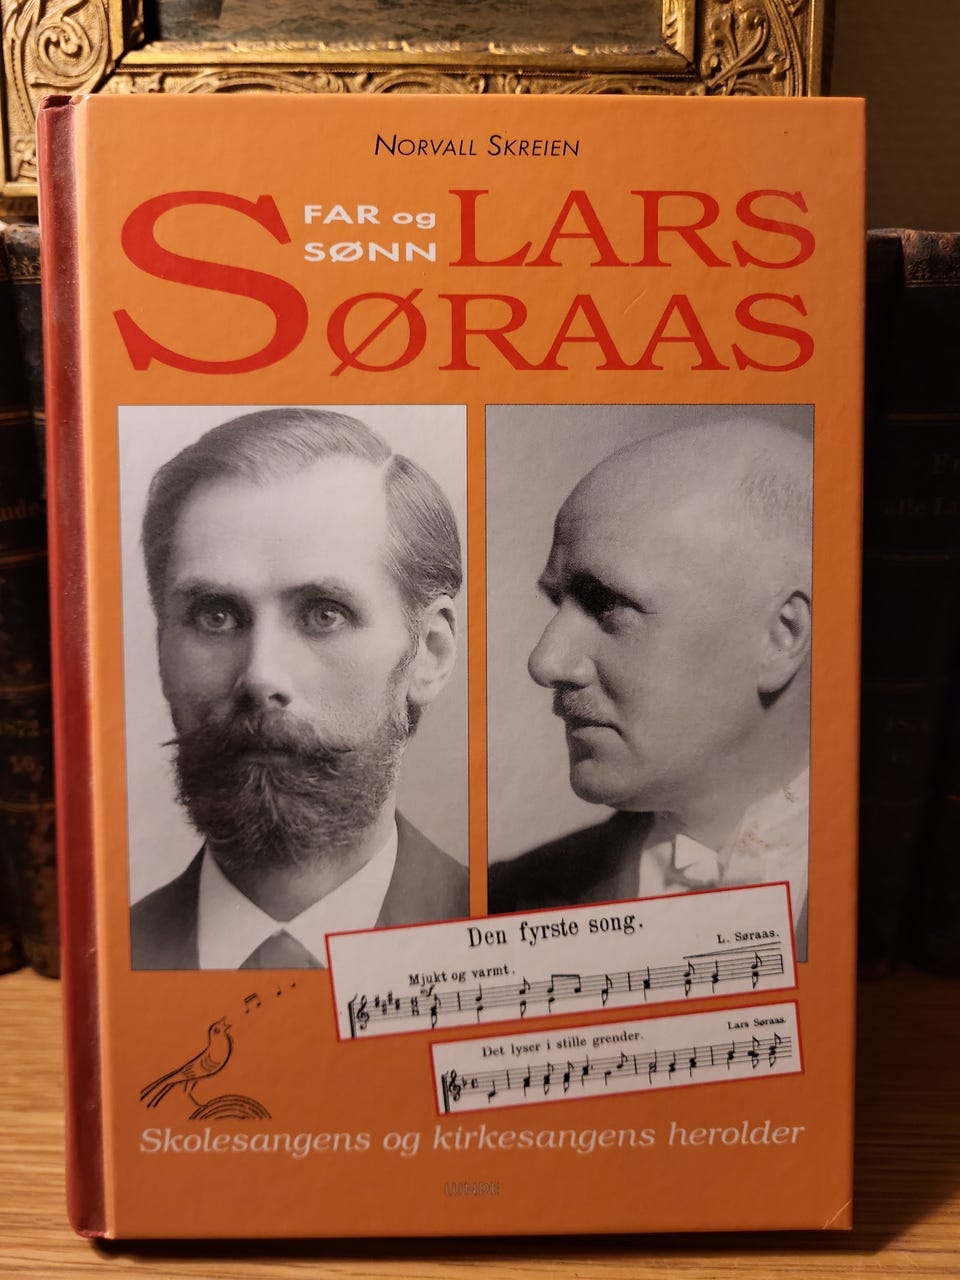 NORVALL SKREIEN
FAR og
SØNN
LARS
SØRAAS
Den fyrste song.
L. Søraas.
Mjukt og varmt.
mf
Det lyser i stille grender.
Lars Søraas.
Skolesangens og kirkesangens herolder
LUNDE